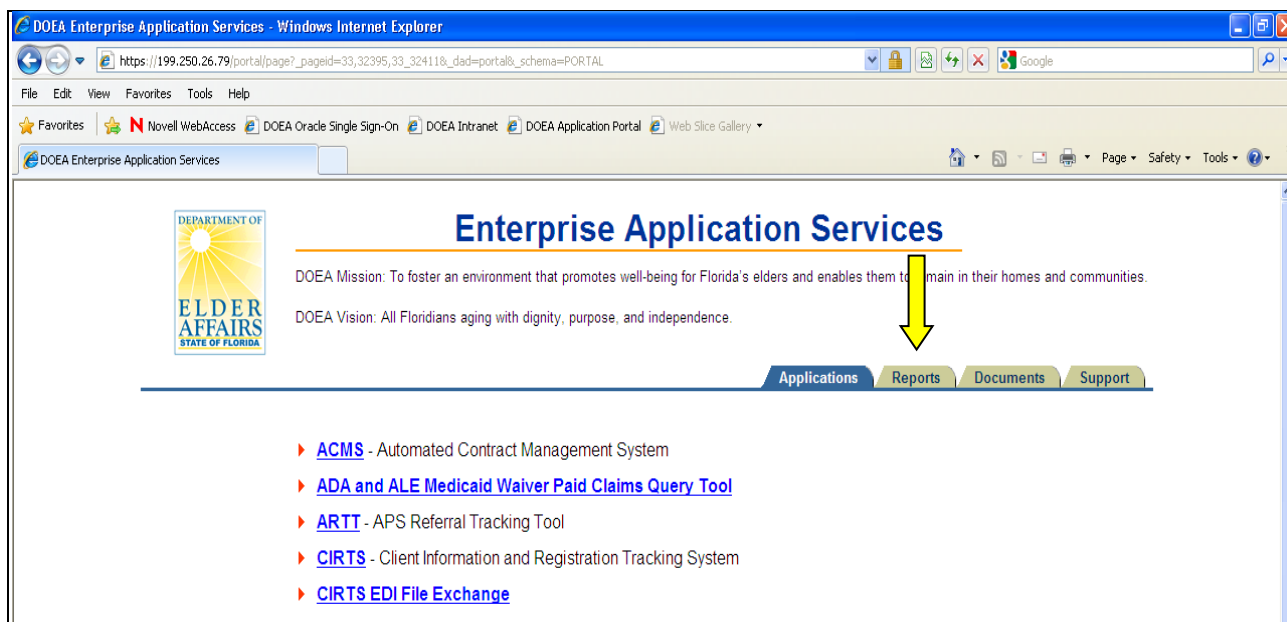 DOEA Enterprise Application Services - Windows Internet Explorer
https://199.250.26.79/portal/page?_pageid=33,32395,33_32411&_dad=portal&_schema=PORTAL
Google
File Edit View Favorites Tools Help
Favorites N Novell WebAccess DOEA Oracle Single Sign-On DOEA Intranet DOEA Application Portal Web Slice Gallery
DOEA Enterprise Application Services
Page Safety Tools
DEPARTMENT OF
ELDER
AFFAIRS
STATE OF FLORIDA
Enterprise Application Services
DOEA Mission: To foster an environment that promotes well-being for Florida's elders and enables them to main in their homes and communities.
DOEA Vision: All Floridians aging with dignity, purpose, and independence.
Applications Reports Documents Support
ACMS - Automated Contract Management System
ADA and ALE Medicaid Waiver Paid Claims Query Tool
ARTT - APS Referral Tracking Tool
CIRTS - Client Information and Registration Tracking System
CIRTS EDI File Exchange